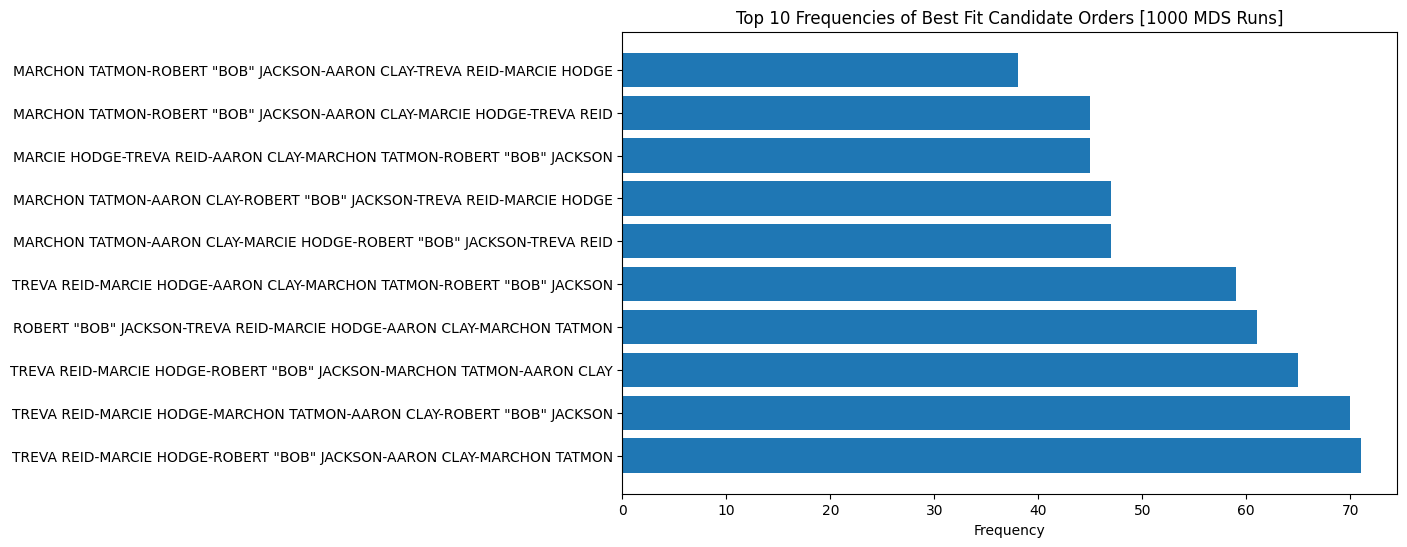 Top 10 Frequencies of Best Fit Candidate Orders [1000 MDS Runs]
MARCHON TATMON-ROBERT "BOB" JACKSON-AARON CLAY-TREVA REID-MARCIE HODGE
MARCHON TATMON-ROBERT "BOB" JACKSON-AARON CLAY-MARCIE HODGE-TREVA REID
MARCIE HODGE-TREVA REID-AARON CLAY-MARCHON TATMON-ROBERT "BOB" JACKSON
MARCHON TATMON-AARON CLAY-ROBERT "BOB" JACKSON-TREVA REID-MARCIE HODGE
MARCHON TATMON-AARON CLAY-MARCIE HODGE-ROBERT "BOB" JACKSON-TREVA REID
TREVA REID-MARCIE HODGE-AARON CLAY-MARCHON TATMON-ROBERT "BOB" JACKSON
ROBERT "BOB" JACKSON-TREVA REID-MARCIE HODGE-AARON CLAY-MARCHON TATMON
TREVA REID-MARCIE HODGE-ROBERT "BOB" JACKSON-MARCHON TATMON-AARON CLAY
TREVA REID-MARCIE HODGE-MARCHON TATMON-AARON CLAY-ROBERT "BOB" JACKSON
TREVA REID-MARCIE HODGE-ROBERT "BOB" JACKSON-AARON CLAY-MARCHON TATMON
0 10 20 30 40 50 60 70
Frequency